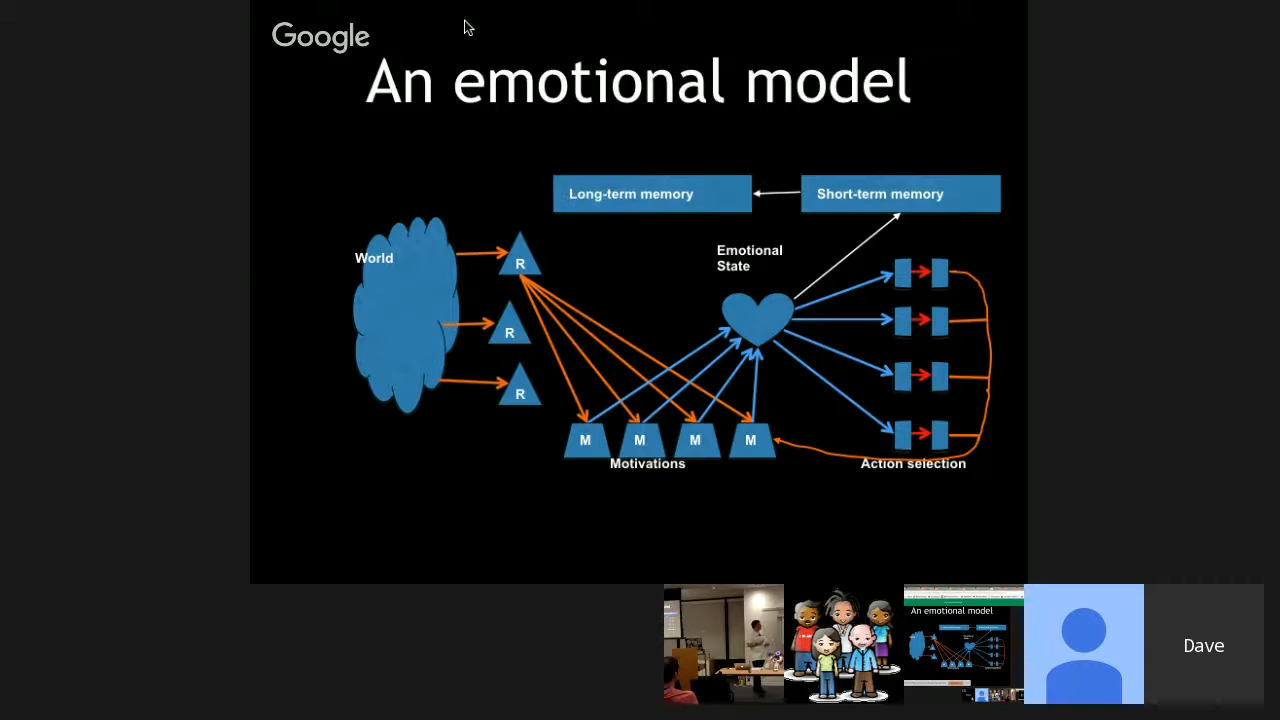 Google
An emotional model
Long-term memory
Short-term memory
World
Emotional
State
R
R
R
M
M
M
M
Motivations
Action selection
An emotional model
Dave